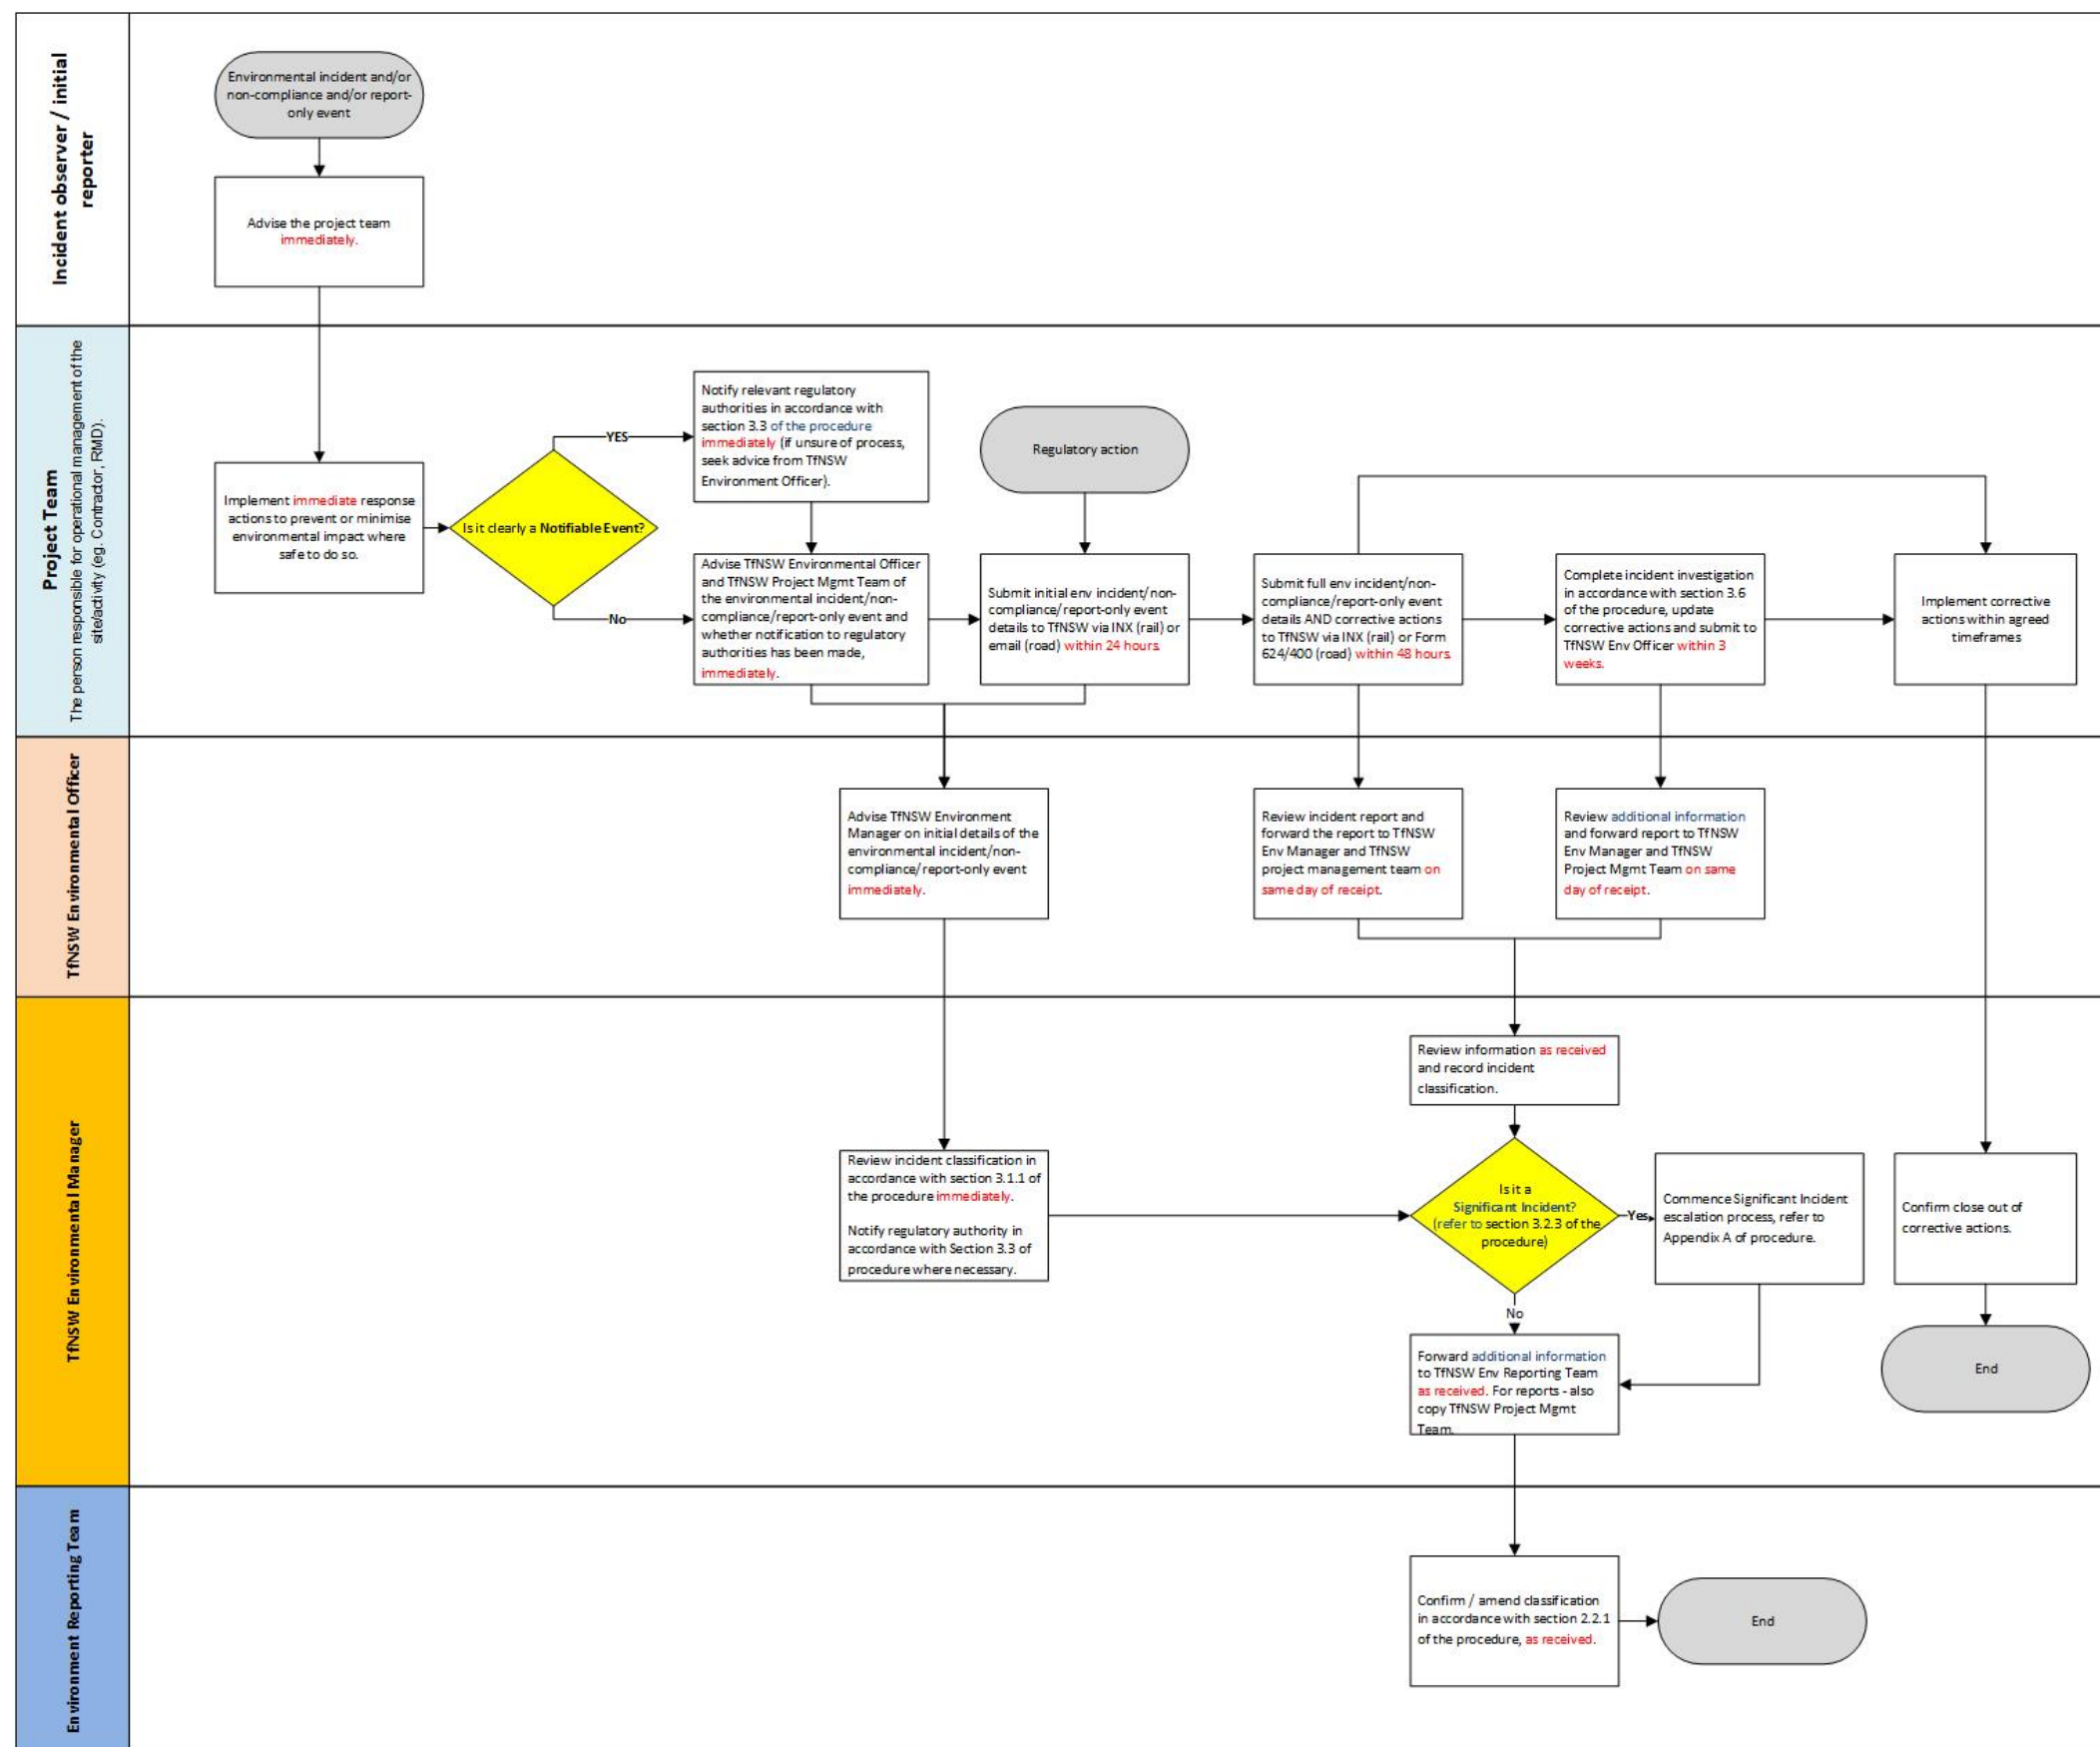 Incident observer / initial
reporter
Environmental incident and/or
non-compliance and/or report-
only event
Advise the project team
immediately.
Project Team
The person responsible for operational management of the
site/activity (eg. Contractor, RMD).
Implement immediate response
actions to prevent or minimise
environmental impact where
safe to do so.
Is it clearly a Notifiable Event?
YES
No
Notify relevant regulatory
authorities in accordance with
section 3.3 of the procedure
immediately (if unsure of process,
seek advice from TfNSW
Environment Officer).
Advise TfNSW Environmental Officer
and TfNSW Project Mgmt Team of
the environmental incident/non-
compliance/report-only event and
whether notification to regulatory
authorities has been made,
immediately.
Regulatory action
Submit initial env incident/non-
compliance/report-only event
details to TfNSW via INX (rail) or
email (road) within 24 hours.
Submit full env incident/non-
compliance/report-only event
details AND corrective actions
to TfNSW via INX (rail) or Form
624/400 (road) within 48 hours.
Complete incident investigation
in accordance with section 3.6
of the procedure, update
corrective actions and submit to
TfNSW Env Officer within 3
weeks.
Implement corrective
actions within agreed
timeframes
TfNSW Environmental Officer
Advise TfNSW Environment
Manager on initial details of the
environmental incident/non-
compliance/report-only event
immediately.
Review incident report and
forward the report to TfNSW
Env Manager and TfNSW
project management team on
same day of receipt.
Review additional information
and forward report to TfNSW
Env Manager and TfNSW
Project Mgmt Team on same
day of receipt.
TfNSW Environmental Manager
Review information as received
and record incident
classification.
Review incident classification in
accordance with section 3.1.1 of
the procedure immediately.
Notify regulatory authority in
accordance with Section 3.3 of
procedure where necessary.
Is it a
Significant Incident?
(refer to section 3.2.3 of the
procedure)
Yes
No
Commence Significant Incident
escalation process, refer to
Appendix A of procedure.
Confirm close out of
corrective actions.
Forward additional information
to TfNSW Env Reporting Team
as received. For reports - also
copy TfNSW Project Mgmt
Team.
End
Environment Reporting Team
Confirm / amend classification
in accordance with section 2.2.1
of the procedure, as received.
End